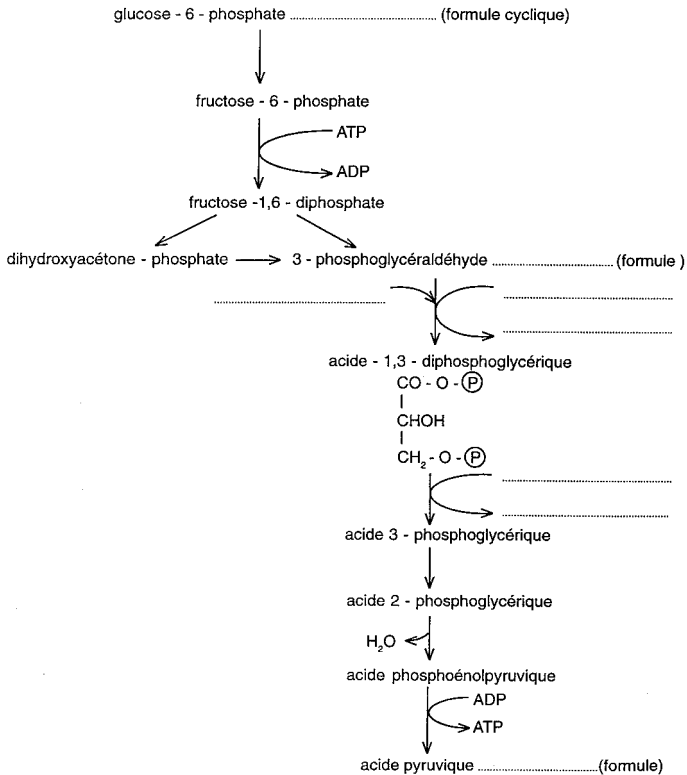 glucose - 6 - phosphate ........................................ (formule cyclique)
fructose - 6 - phosphate
ATP
ADP
fructose -1,6 - diphosphate
dihydroxyacétone - phosphate
3 - phosphoglycéraldéhyde ................................. (formule )
acide - 1,3 - diphosphoglycérique
CO - O - P
CHOH
CH₂ - O - P
acide 3 - phosphoglycérique
acide 2 - phosphoglycérique
H₂O
acide phosphoénolpyruvique
ADP
ATP
acide pyruvique .................................(formule)